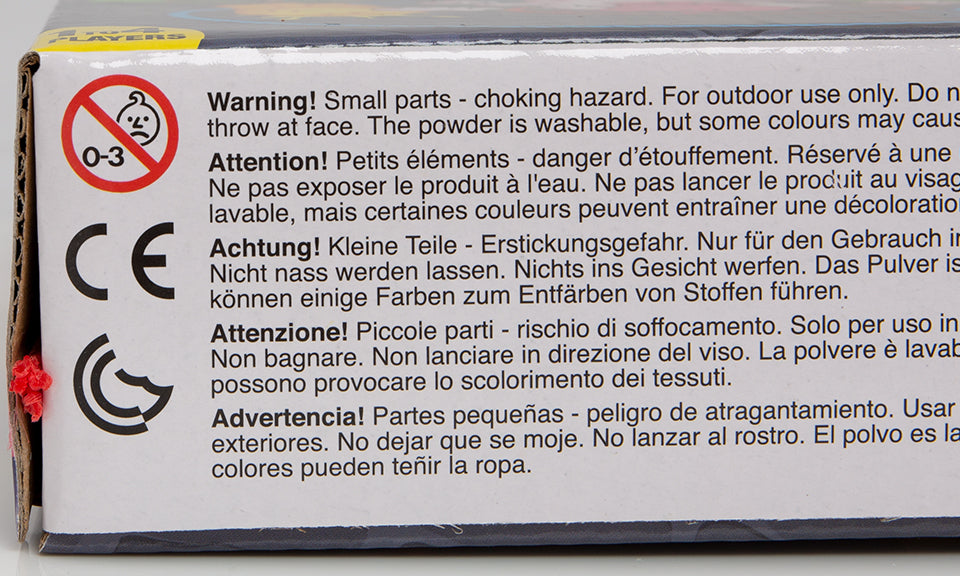 PLAYERS
0-3
CE
Warning! Small parts - choking hazard. For outdoor use only. Do
throw at face. The powder is washable, but some colours may
Attention! Petits éléments - danger d'étouffement. Réservé à une
Ne pas exposer le produit à l'eau. Ne pas lancer le produit au
lavable, mais certaines couleurs peuvent entraîner une
Achtung! Kleine Teile - Erstickungsgefahr. Nur für den Gebrauch
Nicht nass werden lassen. Nichts ins Gesicht werfen. Das Pulver
können einige Farben zum Entfärben von Stoffen führen.
Attenzione! Piccole parti - rischio di soffocamento. Solo per uso in
Non bagnare. Non lanciare in direzione del viso. La polvere è
possono provocare lo scolorimento dei tessuti.
Advertencia! Partes pequeñas - peligro de atragantamiento. Usar
exteriores. No dejar que se moje. No lanzar al rostro. El polvo es
colores pueden teñir la ropa.